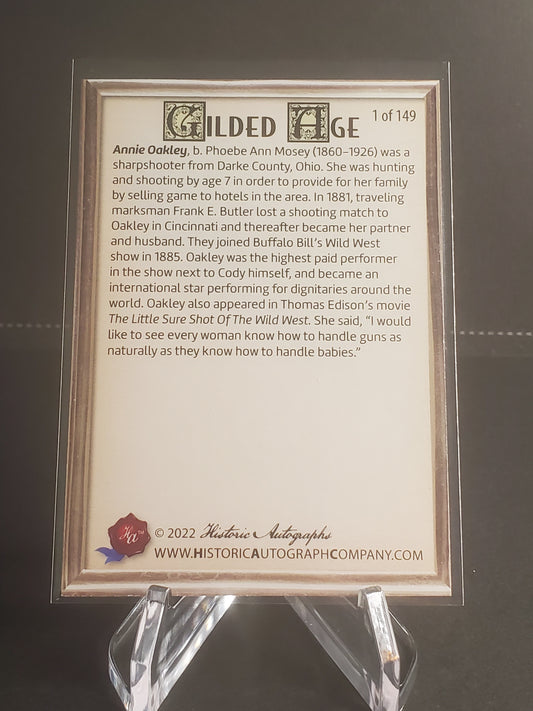 GILDED AGE 1 of 149
Annie Oakley, b. Phoebe Ann Mosey (1860–1926) was a
sharpshooter from Darke County, Ohio. She was hunting
and shooting by age 7 in order to provide for her family
by selling game to hotels in the area. In 1881, traveling
marksman Frank E. Butler lost a shooting match to
Oakley in Cincinnati and thereafter became her partner
and husband. They joined Buffalo Bill's Wild West
show in 1885. Oakley was the highest paid performer
in the show next to Cody himself, and became an
international star performing for dignitaries around the
world. Oakley also appeared in Thomas Edison's movie
The Little Sure Shot Of The Wild West. She said, “I would
like to see every woman know how to handle guns as
naturally as they know how to handle babies.”
Ha™
© 2022 Historic Autographs
WWW.HISTORICAUTOGRAPHCOMPANY.COM